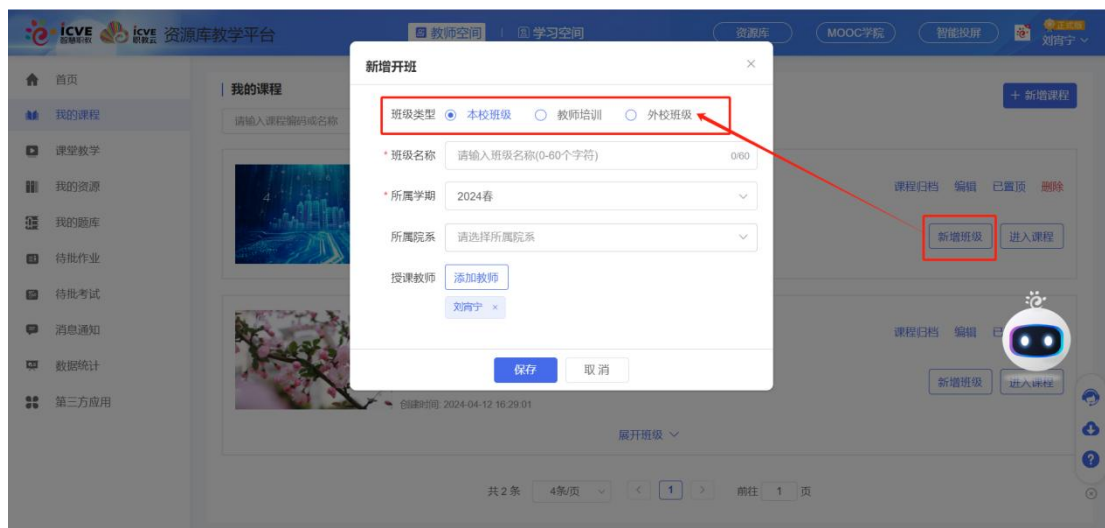 icve 智慧职教 icve 职教云 资源库教学平台 教师空间 学习空间 资源库 MOOC学院 智能投屏 正式版 刘宵宁
首页
我的课程
课堂教学
我的资源
我的题库
待批作业
待批考试
消息通知
数据统计
第三方应用
我的课程
+ 新增课程
请输入课程编码或名称
新增开班
班级类型 本校班级 教师培训 外校班级
* 班级名称 请输入班级名称(0-60个字符) 0/60
* 所属学期 2024春
所属院系 请选择所属院系
授课教师 添加教师
刘宵宁 ×
保存 取消
课程归档 编辑 已置顶 删除
新增班级 进入课程
课程归档 编辑 已
新增班级 进入课程
创建时间: 2024-04-12 16:29:01
展开班级
共 2 条 4条/页 < 1 > 前往 1 页